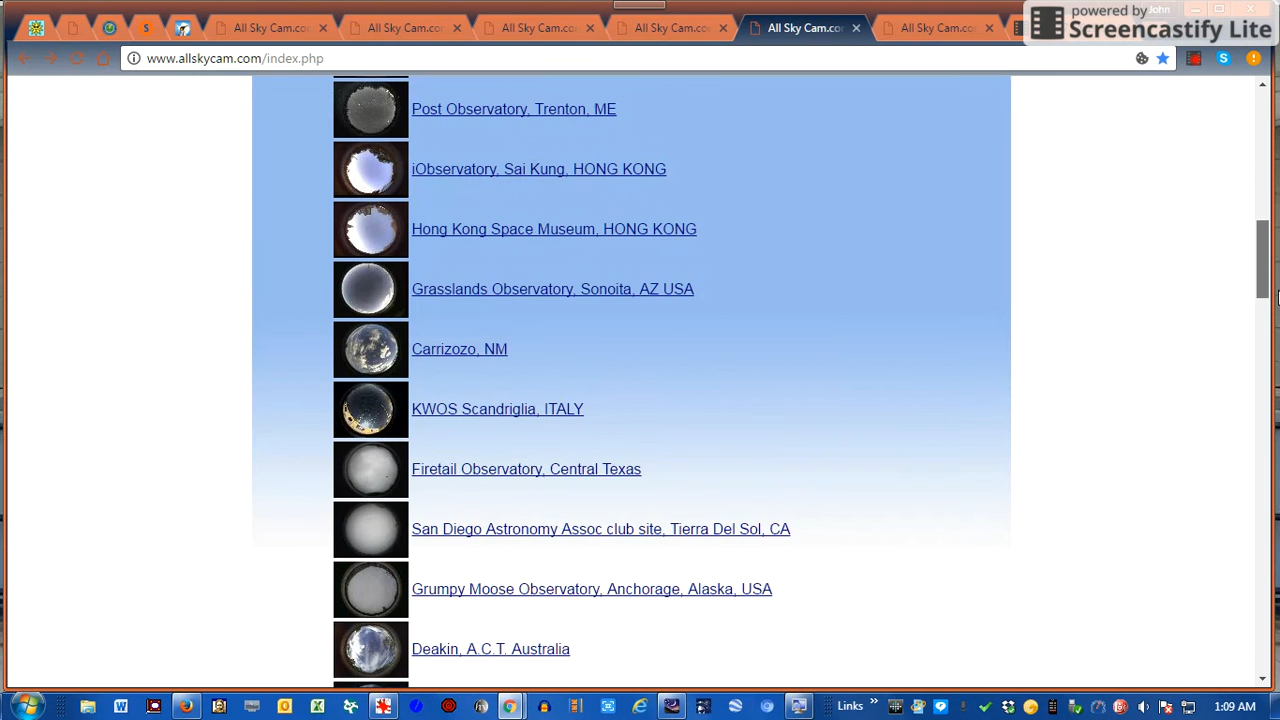 powered by
Screencastify Lite
John
All Sky Cam.co
All Sky Cam.co
All Sky Cam.co
All Sky Cam.co
All Sky Cam.co
All Sky Cam.co
www.allskycam.com/index.php
Post Observatory, Trenton, ME
iObservatory, Sai Kung, HONG KONG
Hong Kong Space Museum, HONG KONG
Grasslands Observatory, Sonoita, AZ USA
Carrizozo, NM
KWOS Scandriglia, ITALY
Firetail Observatory, Central Texas
San Diego Astronomy Assoc club site, Tierra Del Sol, CA
Grumpy Moose Observatory, Anchorage, Alaska, USA
Deakin, A.C.T. Australia
Links »
1:09 AM